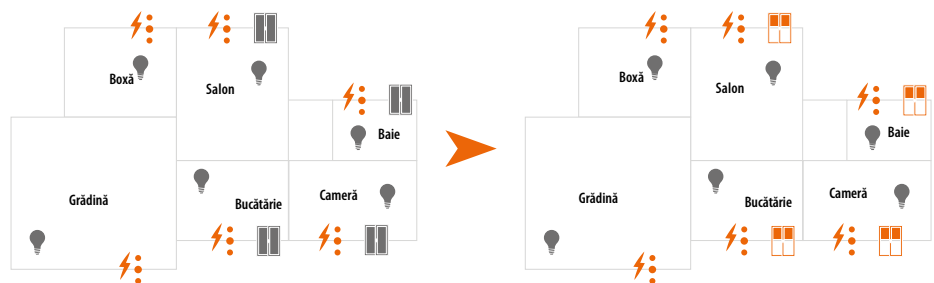 Boxă
Salon
Baie
Grădină
Bucătărie
Cameră
Boxă
Salon
Baie
Grădină
Bucătărie
Cameră